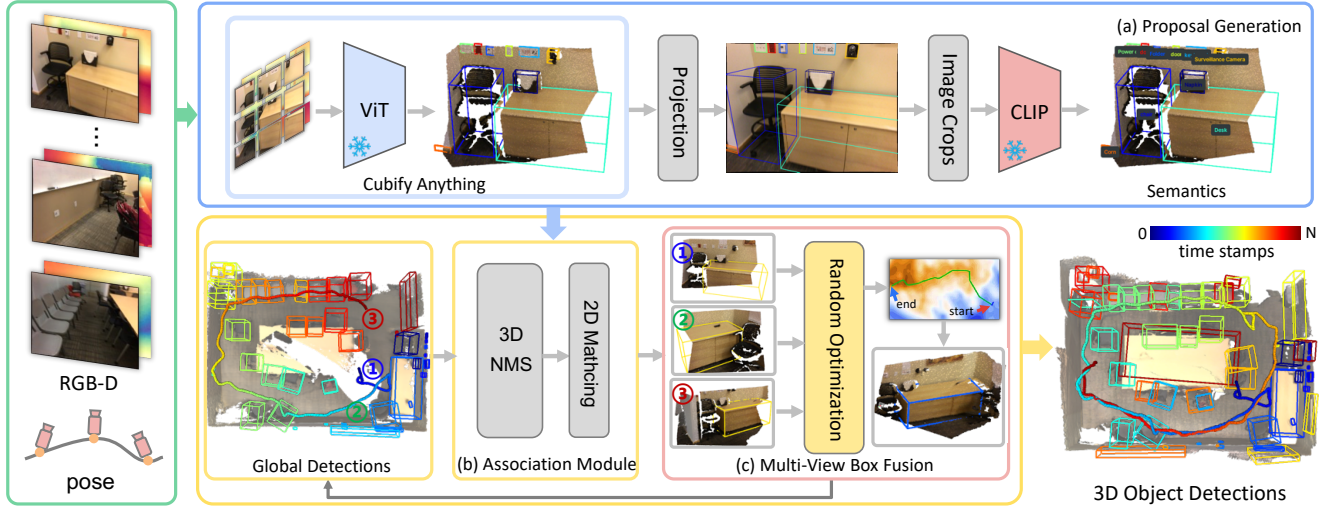 (a) Proposal Generation
ViT
Cubify Anything
Projection
Image Crops
CLIP
Surveillance Camera
Desk
Semantics
RGB-D
pose
1
2
3
Global Detections
3D
NMS
2D Mathcing
(b) Association Module
1
2
3
Random Optimization
end
start
(c) Multi-View Box Fusion
0
N
time stamps
3D Object Detections